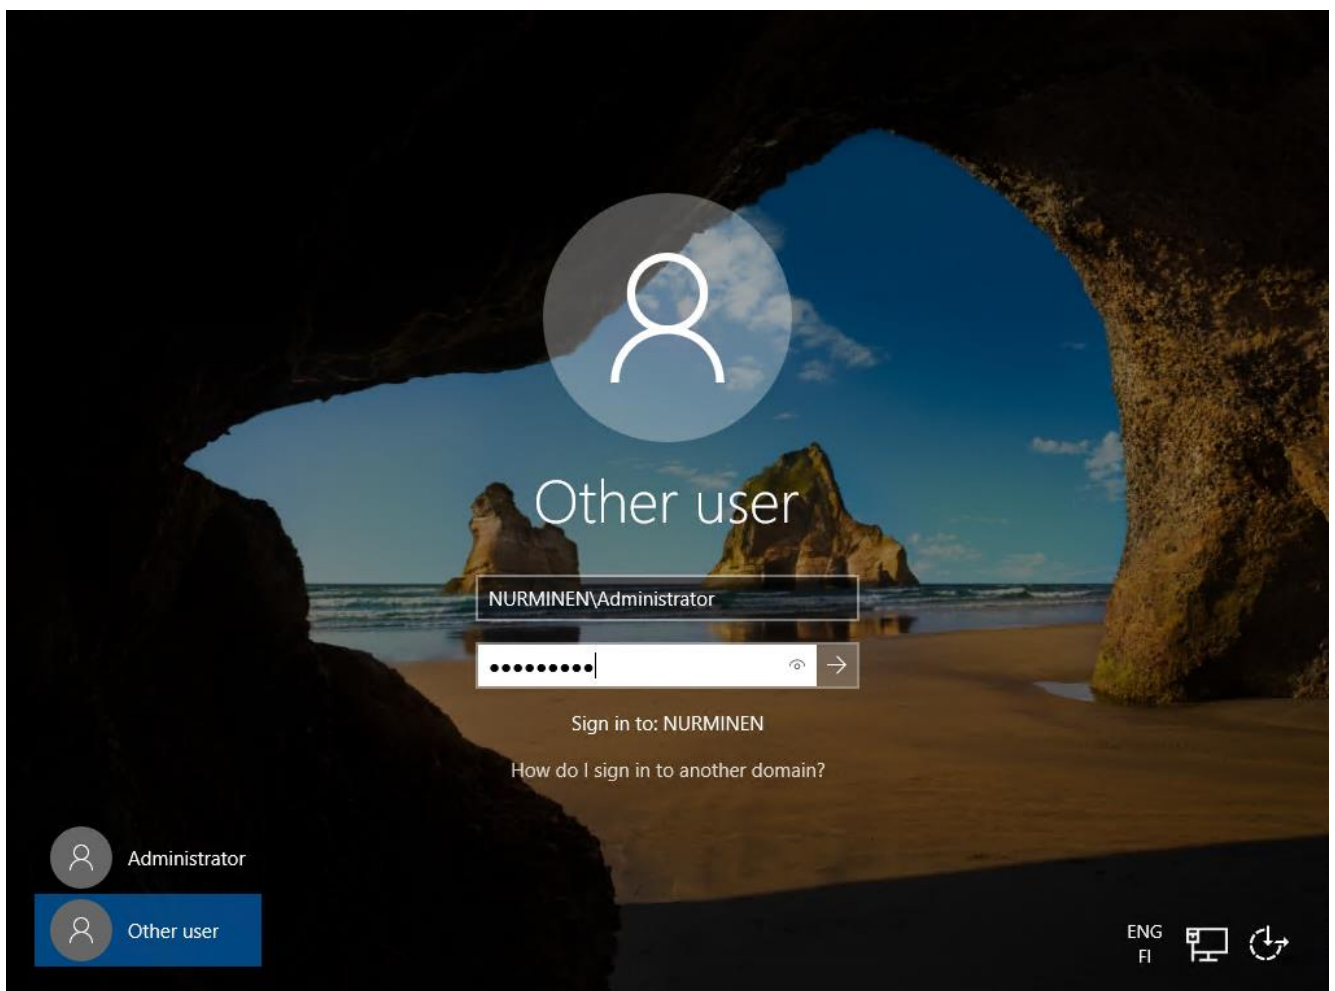 Other user
NURMINEN\Administrator
Sign in to: NURMINEN
How do I sign in to another domain?
Administrator
Other user
ENG
FI